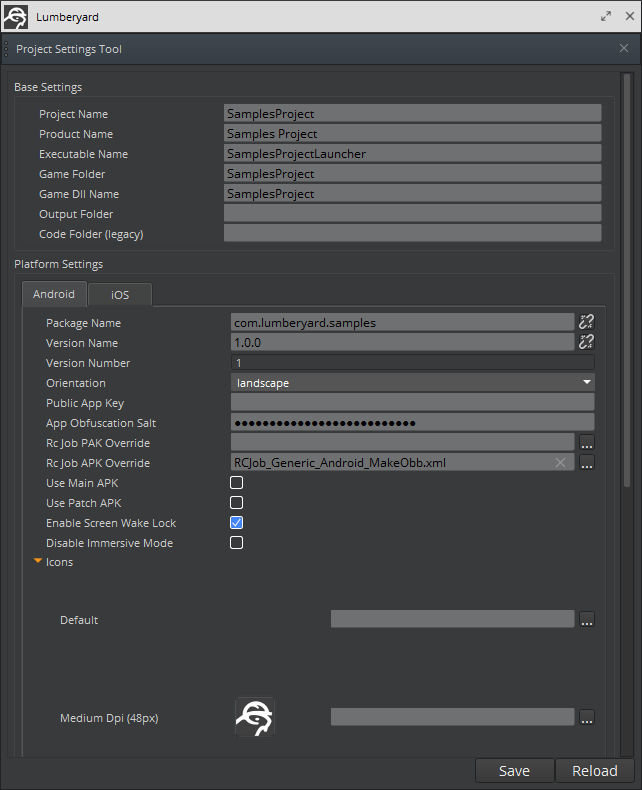 Lumberyard
Project Settings Tool
Base Settings
Project Name SamplesProject
Product Name Samples Project
Executable Name SamplesProjectLauncher
Game Folder SamplesProject
Game Dll Name SamplesProject
Output Folder
Code Folder (legacy)
Platform Settings
Android iOS
Package Name com.lumberyard.samples
Version Name 1.0.0
Version Number 1
Orientation landscape
Public App Key
App Obfuscation Salt ●●●●●●●●●●●●●●●●●●●●●●●●●●
Rc Job PAK Override ...
Rc Job APK Override RCJob_Generic_Android_MakeObb.xml ...
Use Main APK
Use Patch APK
Enable Screen Wake Lock
Disable Immersive Mode
Icons
Default ...
Medium Dpi (48px) ...
Save Reload